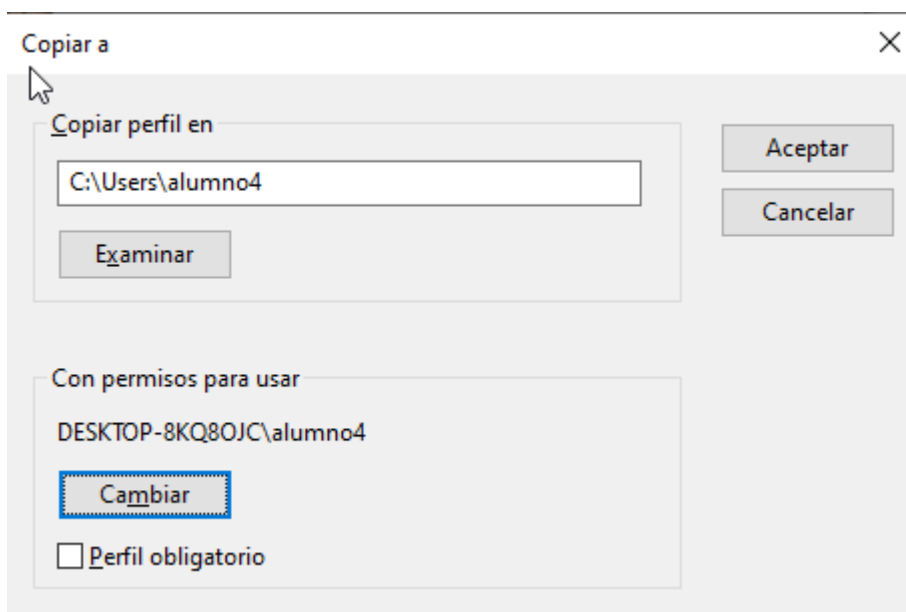 Copiar a
Copiar perfil en
C:\Users\alumno4
Examinar
Aceptar
Cancelar
Con permisos para usar
DESKTOP-8KQ8OJC\alumno4
Cambiar
Perfil obligatorio